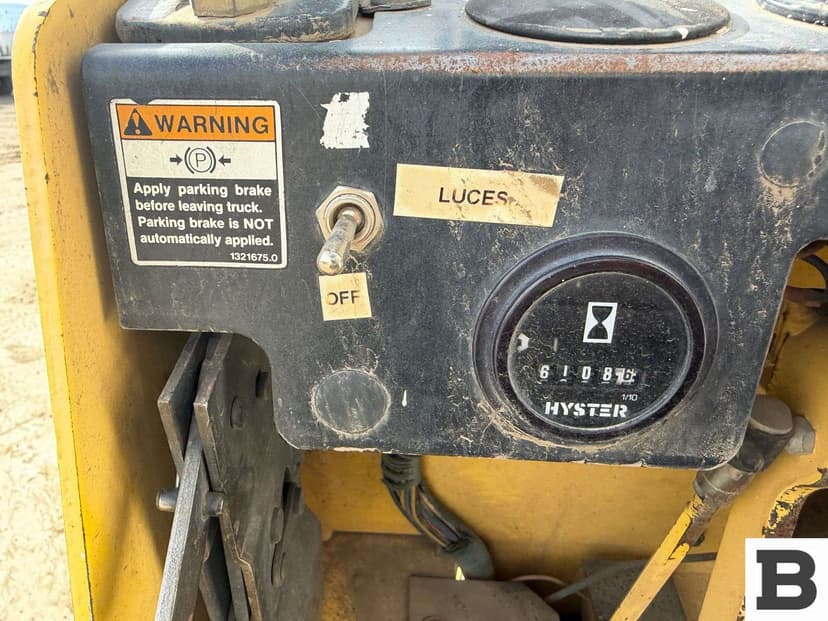 WARNING
P
Apply parking brake
before leaving truck.
Parking brake is NOT
automatically applied.
1321675.0
LUCES
OFF
1/10
HYSTER
B